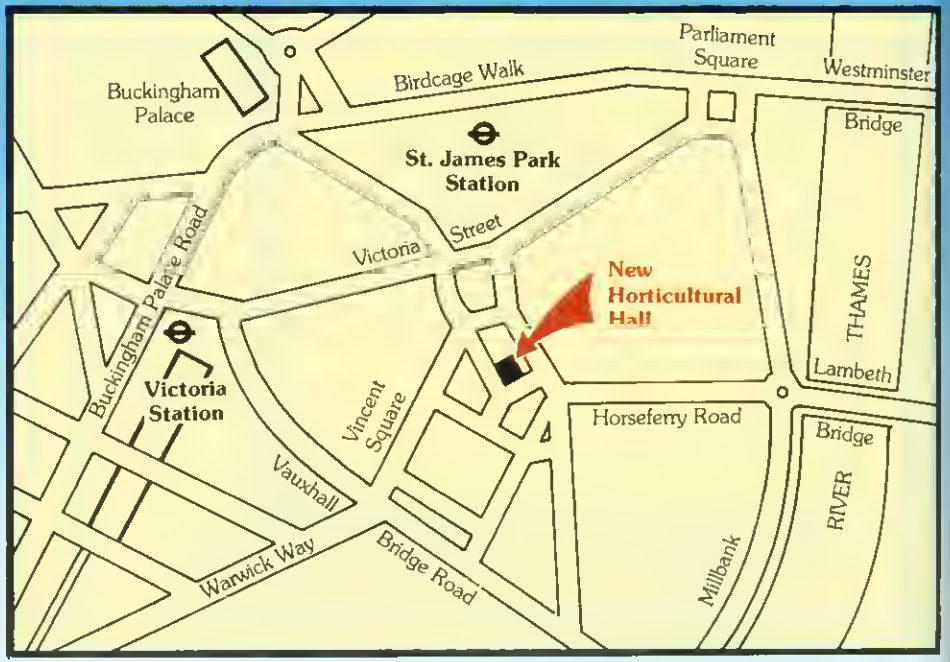 Parliament
Square
Westminster
Bridge
Birdcage Walk
Buckingham
Palace
St. James Park
Station
Victoria Street
Buckingham Palace Road
New
Horticultural
Hall
THAMES
Lambeth
Bridge
Victoria
Station
Vincent
Square
Horseferry Road
Vauxhall
Bridge Road
Warwick Way
Millbank
RIVER